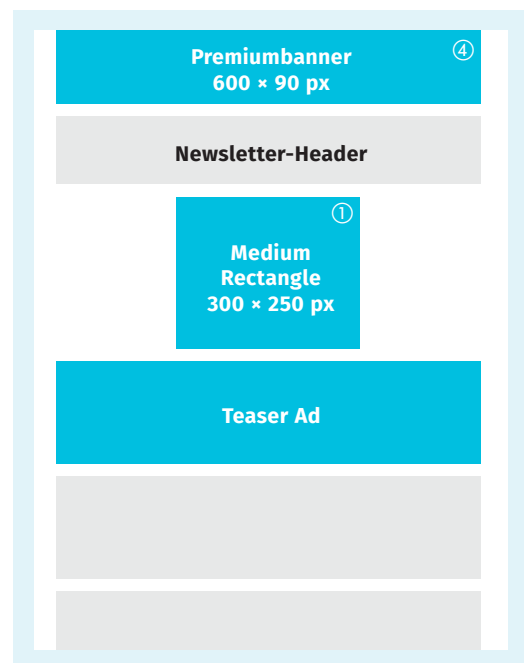 Premiumbanner ④
600 × 90 px
Newsletter-Header
①
Medium
Rectangle
300 × 250 px
Teaser Ad